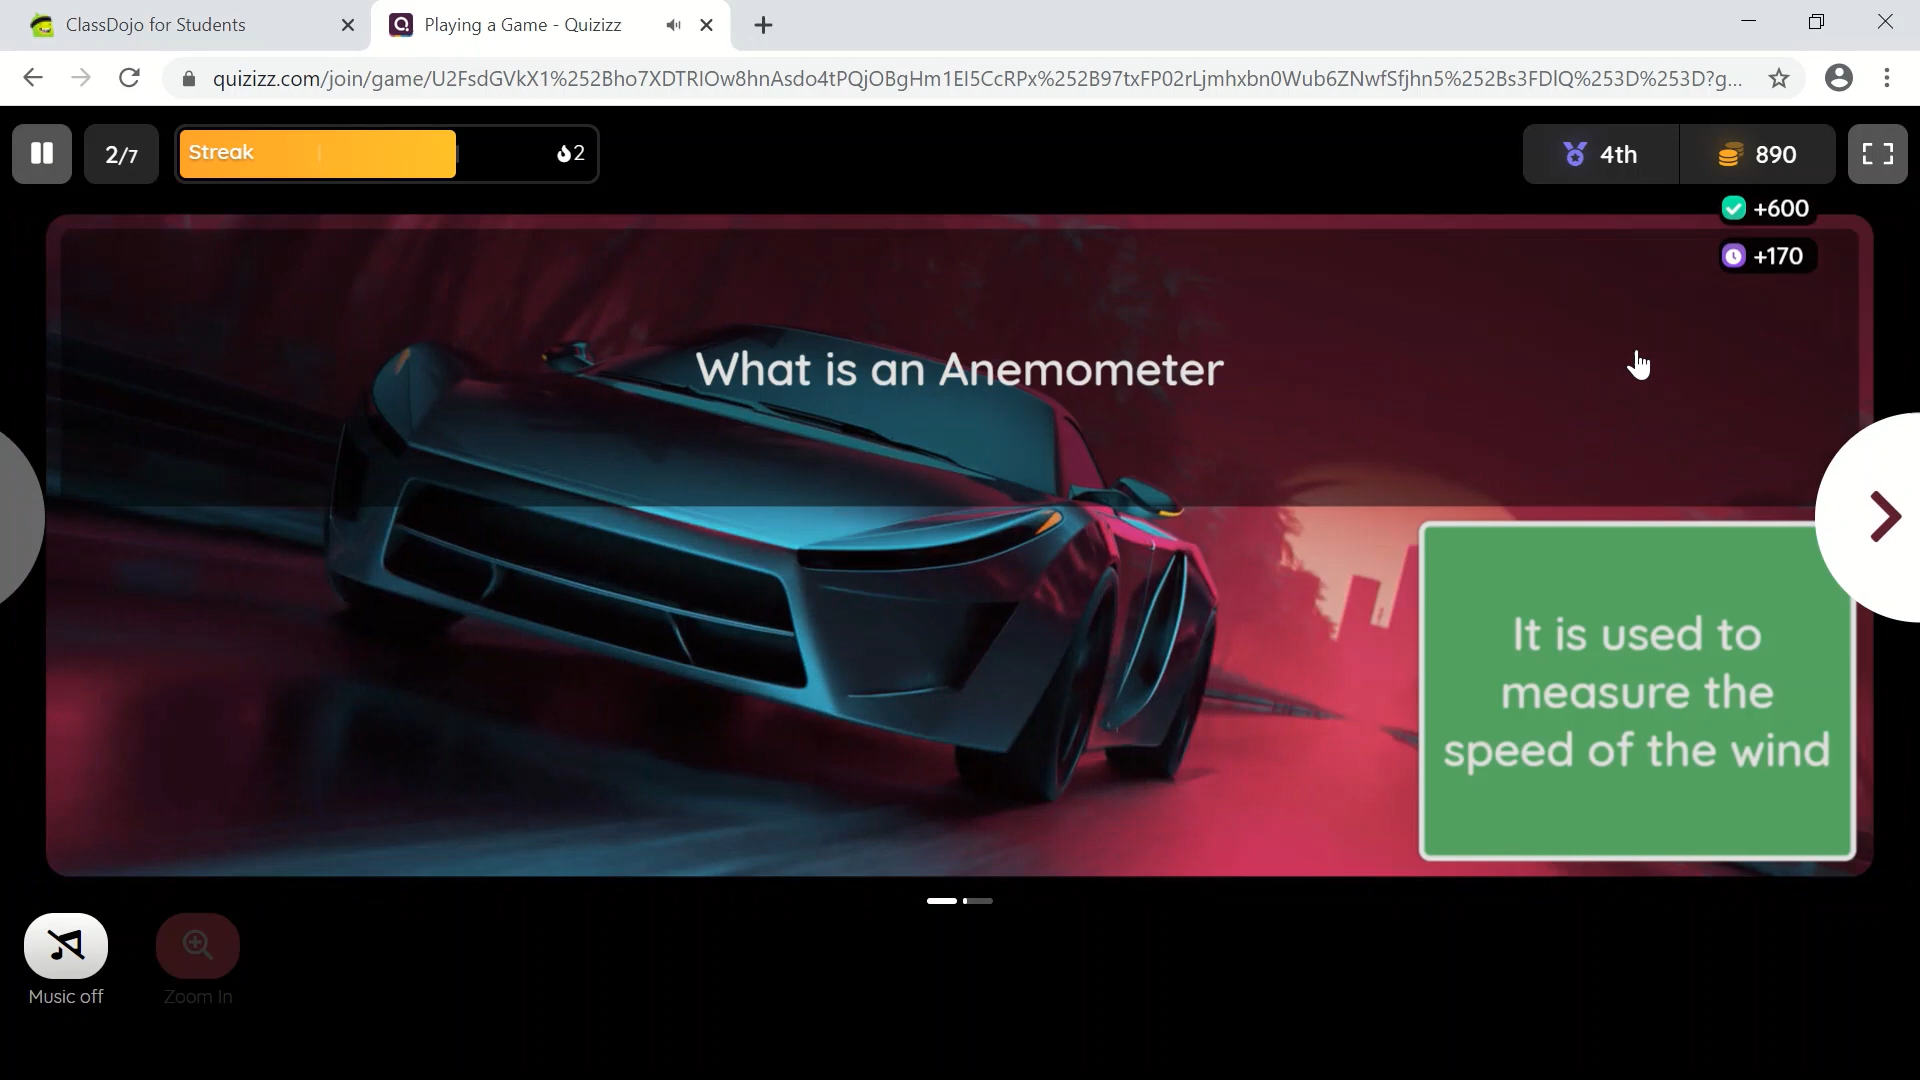 ClassDojo for Students
Playing a Game - Quizizz
quizizz.com/join/game/U2FsdGVkX1%252Bho7XDTRlOw8hnAsdo4tPQjOBgHm1El5CcRPx%252B97txFP02rLjmhxbn0Wub6ZNwfSfjhn5%252Bs3FDlQ%253D%253D?g...
2/7
Streak
2
4th
890
+600
+170
What is an Anemometer
It is used to
measure the
speed of the wind
Music off
Zoom In